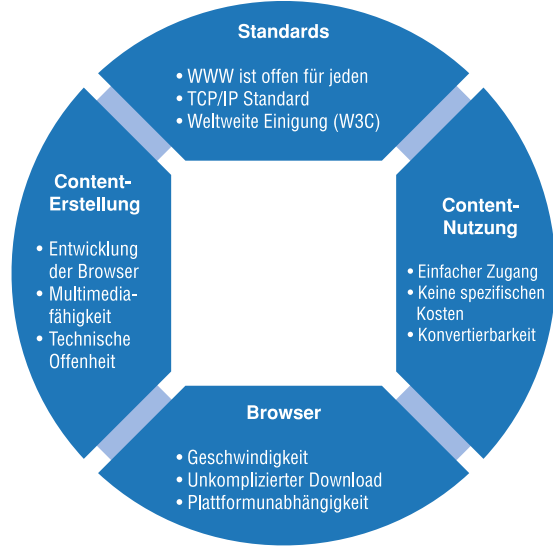 Standards
• WWW ist offen für jeden
• TCP/IP Standard
• Weltweite Einigung (W3C)
Content-
Erstellung
• Entwicklung
der Browser
• Multimedia-
fähigkeit
• Technische
Offenheit
Content-
Nutzung
• Einfacher Zugang
• Keine spezifischen
Kosten
• Konvertierbarkeit
Browser
• Geschwindigkeit
• Unkomplizierter Download
• Plattformunabhängigkeit